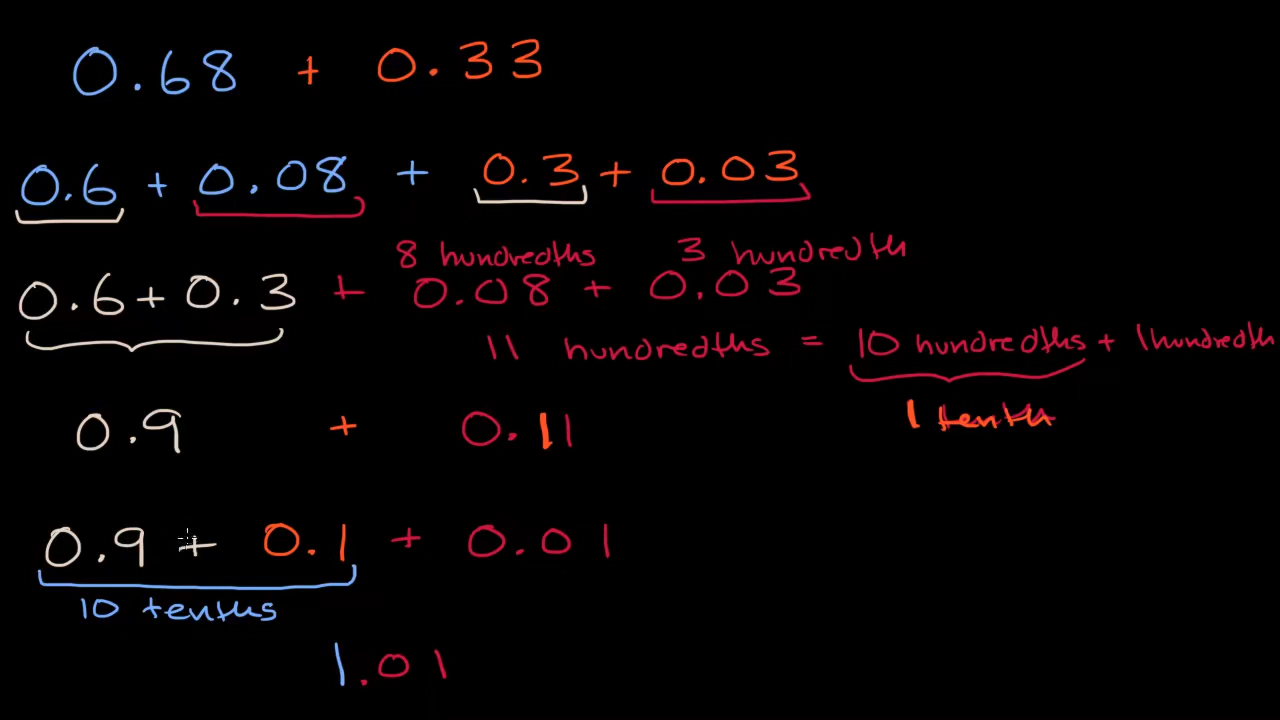 0.68 + 0.33
0.6 + 0.08 + 0.3 + 0.03
8 hundredths 3 hundredth
0.6 + 0.3 + 0.08 + 0.03
11 hundredths = 10 hundredths + 1 hundredth
1 tenth
0.9 + 0.11
0.9 + 0.1 + 0.01
10 tenths
1.01